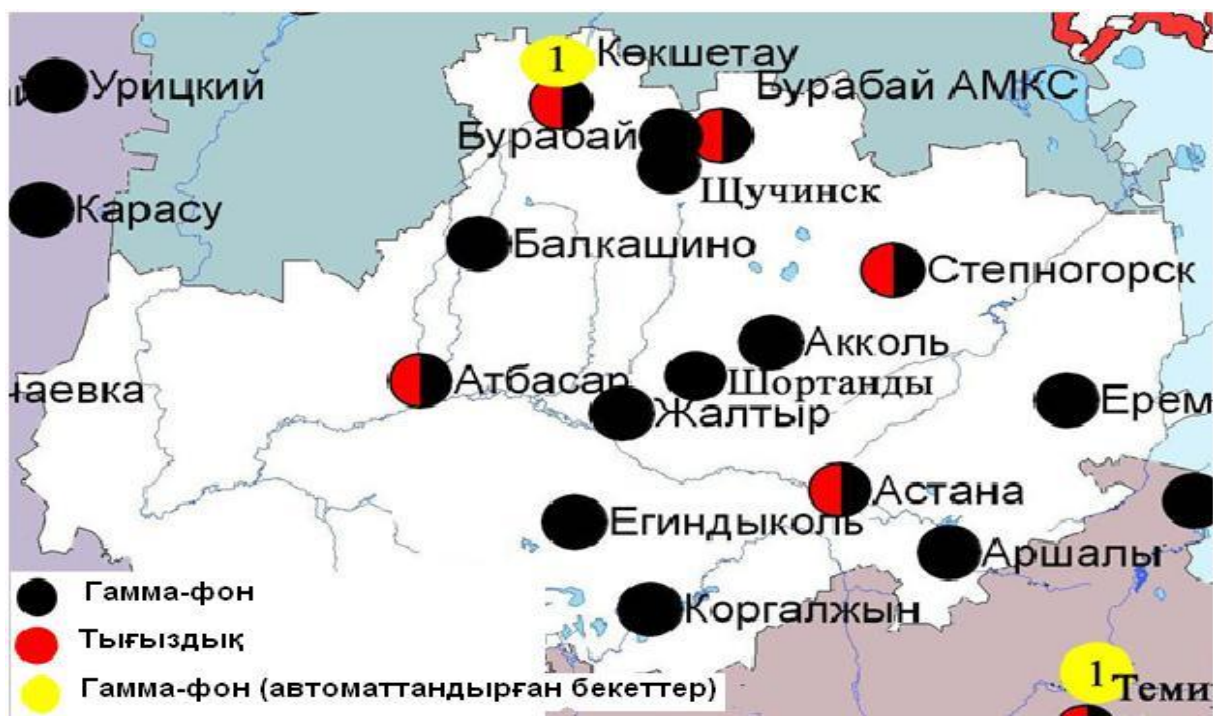 1 Көкшетау
Урицкий
Бурабай АМКС
Бурабай
Щучинск
Карасу
Балкашино
Степногорск
Акколь
Шортанды
Атбасар
чаевка
Жалтыр
Ерем
Астана
Егиндыколь
Аршалы
Коргалжын
Гамма-фон
Тығыздық
Гамма-фон (автоматтандырған бекеттер)
1 Теми